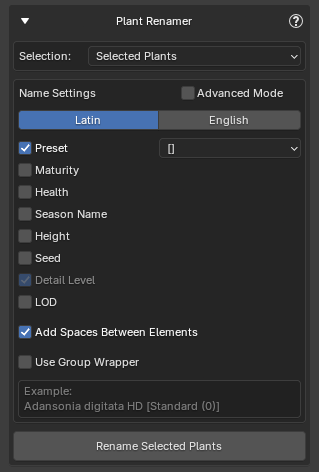 Plant Renamer ?
Selection: Selected Plants
Name Settings Advanced Mode
Latin English
Preset []
Maturity
Health
Season Name
Height
Seed
Detail Level
LOD
Add Spaces Between Elements
Use Group Wrapper
Example:
Adansonia digitata HD [Standard (0)]
Rename Selected Plants